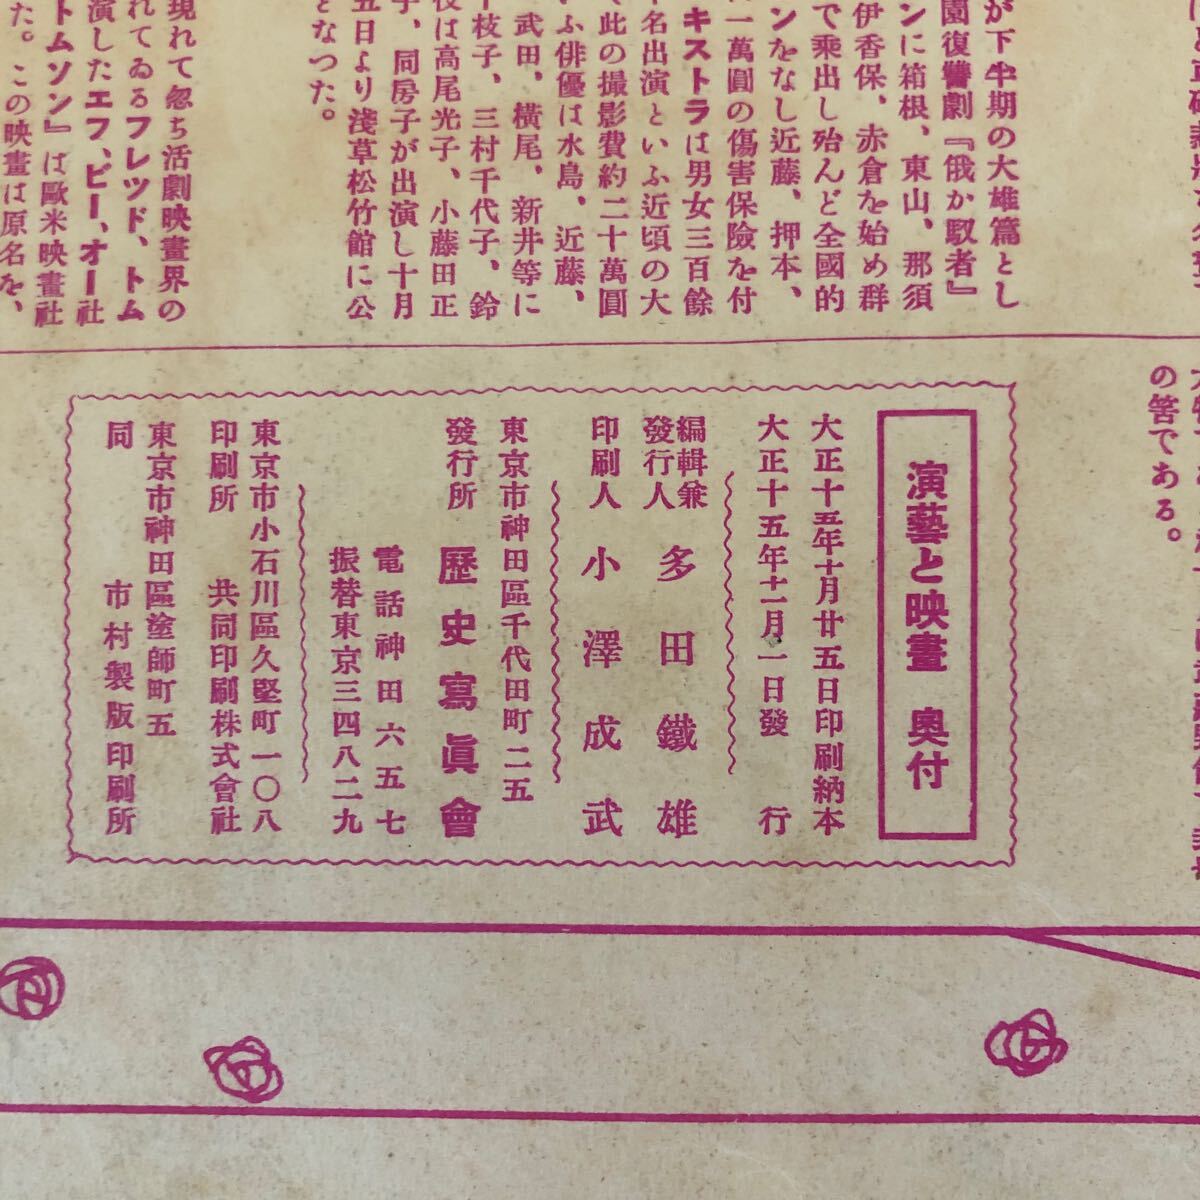 が下半期の大雄篇とし
園復讐劇『俄か馭者』
ンに箱根、東山、那須
伊香保、赤倉を始め群
で乘出し殆んど全國的
ンをなし近藤、押本、
一萬圓の傷害保險を付
キストラは男女三百餘
名出演といふ近頃の大
此の撮影費約二十萬圓
ふ俳優は水島、近藤、
武田、横尾、新井等に
枝子、三村千代子、鈴
役は高尾光子、小藤田正
子、同房子が出演し十月
五日より淺草松竹館に公
となつた。
現れて忽ち活劇映畫界の
れてゐるフレツド、トム
演したエフ、ビー、オー社
トムソン』は歐米映畫社
た。この映畫は原名を、
の筈である。
演藝と映畫 奥付
大正十五年十月廿五日印刷納本
大正十五年十一月一日發行
編輯兼
發行人 多田鐵雄
印刷人 小澤成武
東京市神田區千代田町二五
發行所 歷史寫眞會
電話神田六五七
振替東京三四八二九
東京市小石川區久堅町一〇八
印刷所 共同印刷株式會社
東京市神田區塗師町五
同 市村製版印刷所